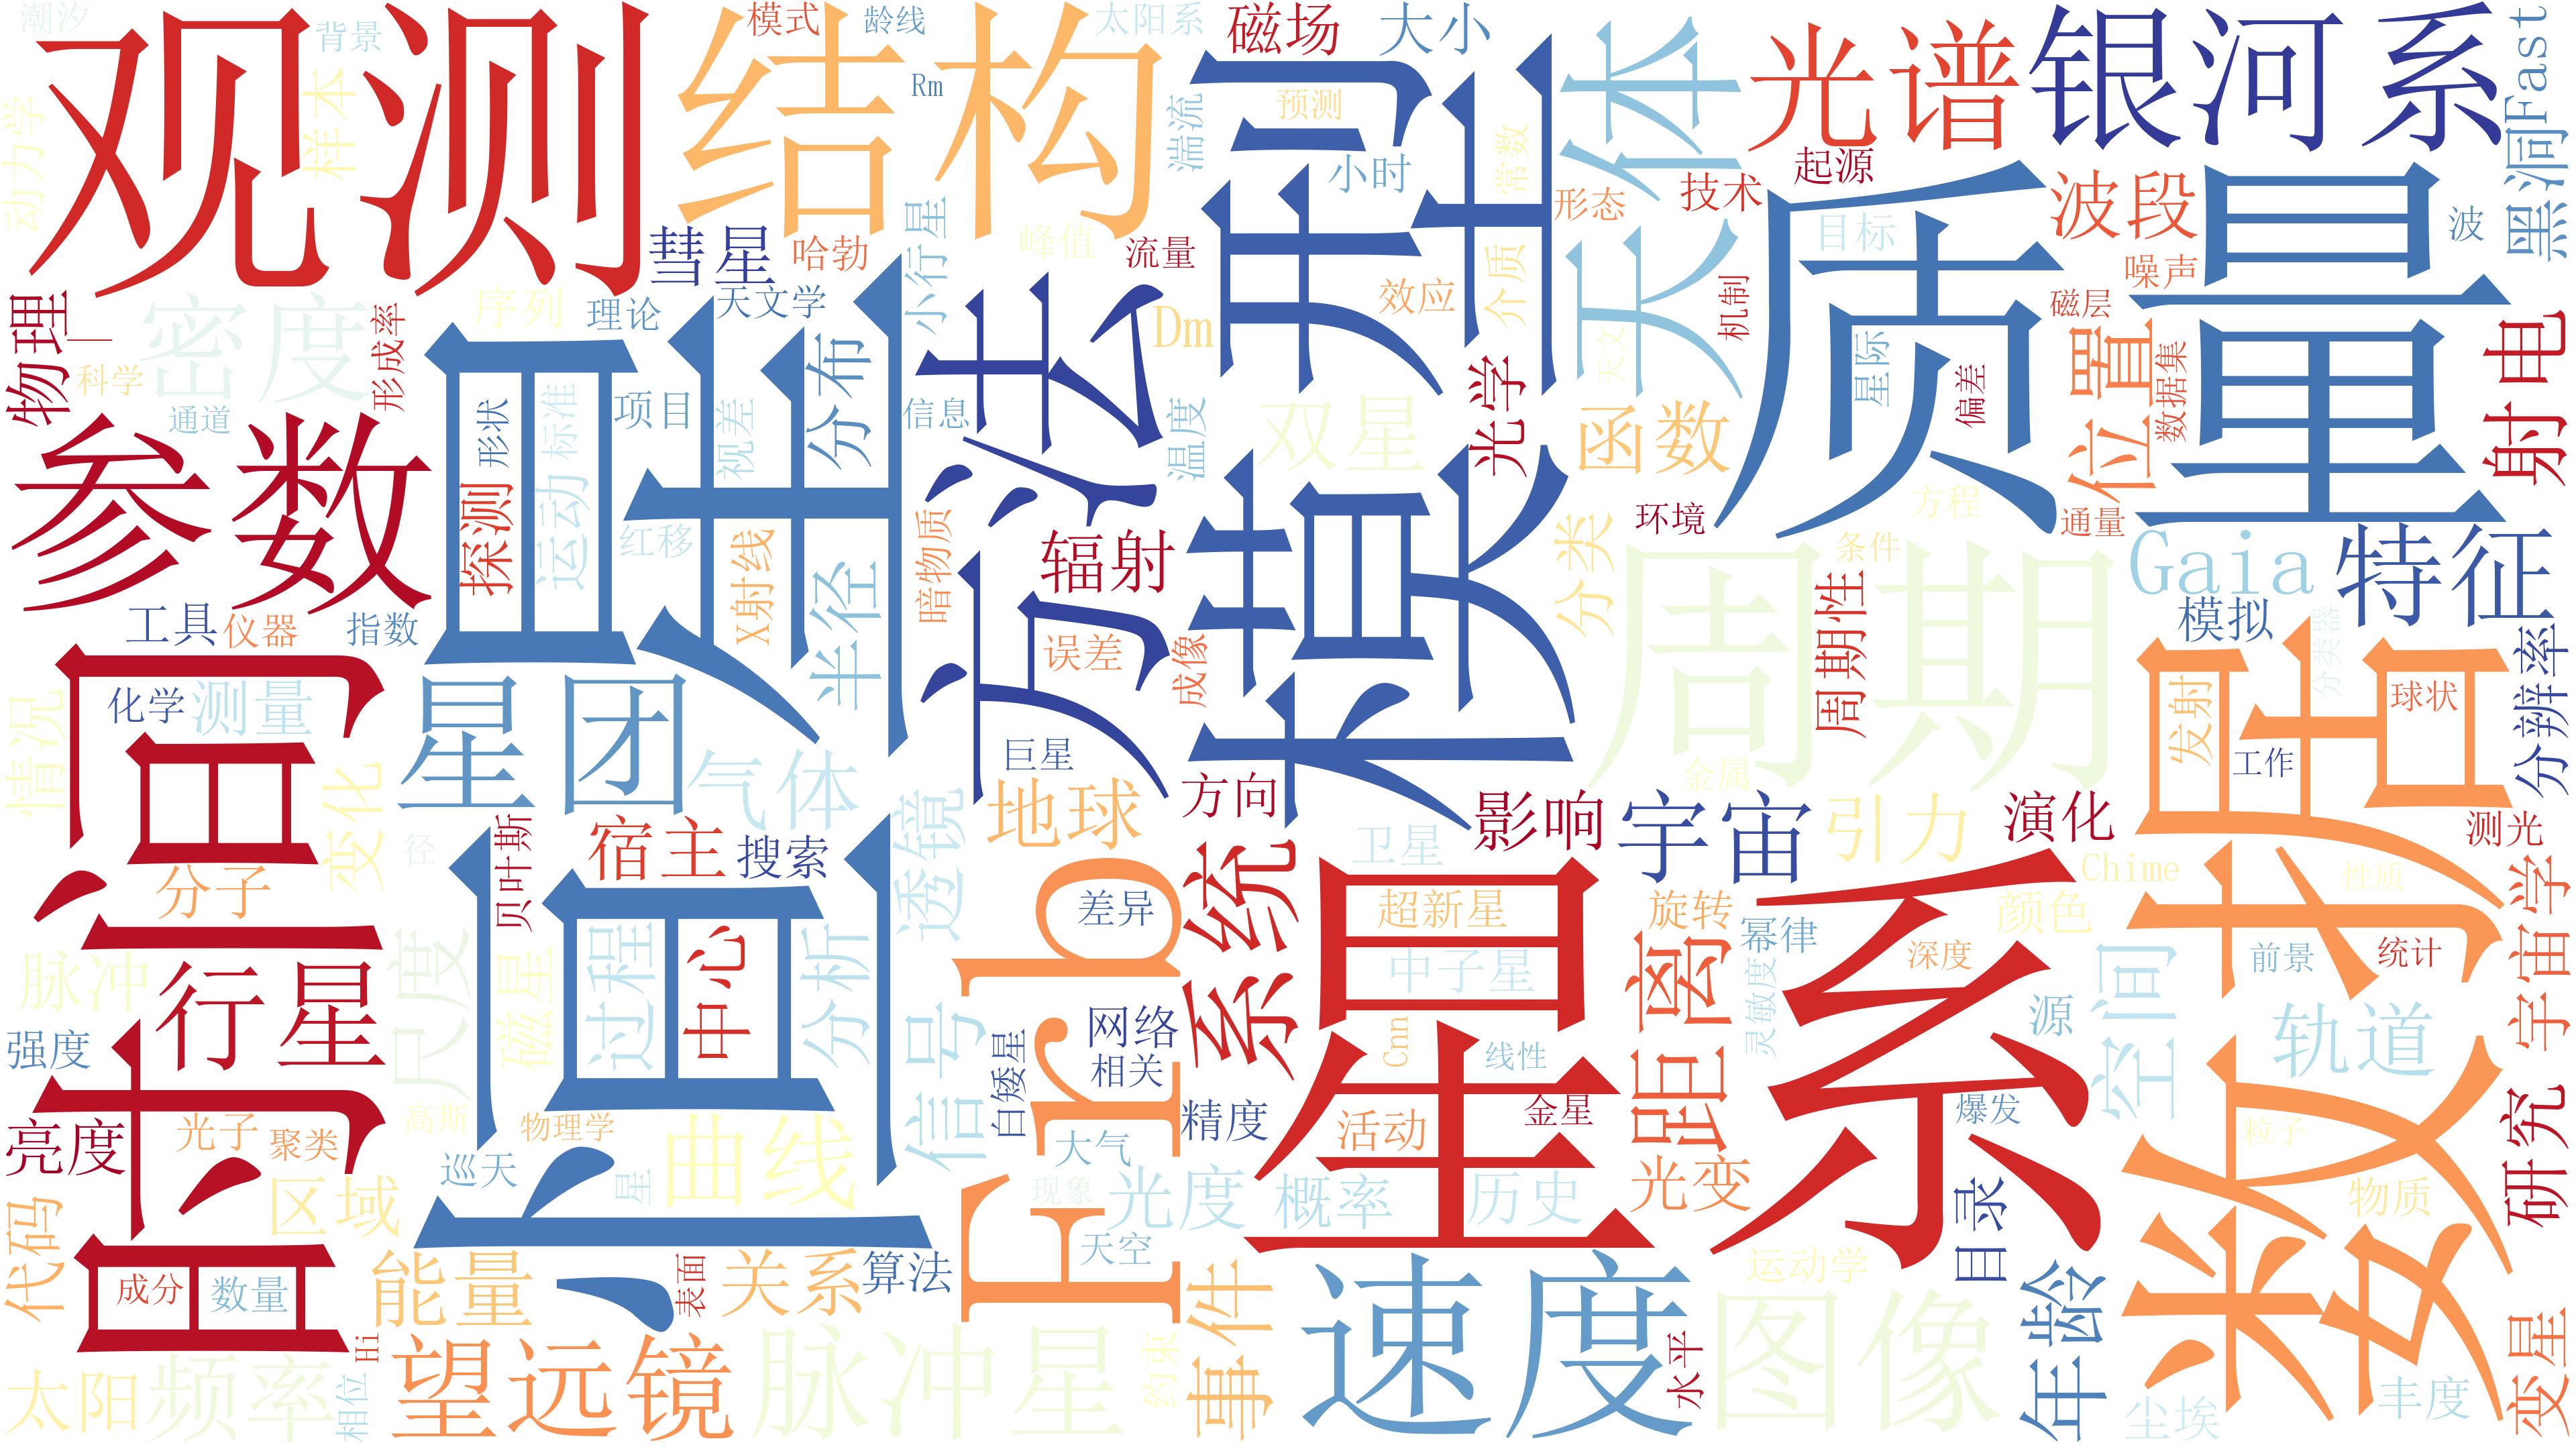 潮汐
观测
背景
样本
动力学
结构
模式
龄线
太阳系
Rm
湍流
磁场
大小
预测
小时
模型
常数
天体
形态
光谱
起源
技术
目标
银河系
波段
噪声
Fast
黑洞
波
物理
一
科学
通道
密度
形成率
彗星
哈勃
小行星
峰值
流量
序列
理论
天文学
恒星
形状
探测
运动
标准
项目
视差
分布
信息
红移
X射线
半径
暗物质
方法
Dm
温度
辐射
误差
成像
双星
效应
介质
光学
天文
机制
函数
分类
环境
质量
星际
偏差
磁层
位置
数据集
通量
方程
条件
射电
参数
工具
仪器
指数
化学
测量
情况
变化
星团
气体
巨星
地球
方向
周期
周期性
金属
Gaia
特征
模拟
分类器
分辨率
发射
球状
工作
测光
数据
光谱
时间
行星
分子
脉冲
强度
亮度
光子
聚类
径
尺度
贝叶斯
宿主
搜索
磁星
过程
中心
分析
透镜
信号
值
Frb
差异
网络
相关
白矮星
系统
影响
宇宙
引力
演化
卫星
超新星
中子星
星系
旋转
幂律
颜色
Chime
性质
宇宙学
距离
灵敏度
深度
源
空间
前景
统计
轨道
高斯
物理学
巡天
星
曲线
大气
精度
现象
天空
光度
概率
历史
活动
Cnn
线性
金星
光变
爆发
粒子
物质
研究
代码
区域
成分
数量
能量
表面
关系
算法
事件
速度
运动学
目录
年龄
太阳
频率
Hi
相位
望远镜
脉冲星
约束
水平
图像
尘埃
丰度
变星